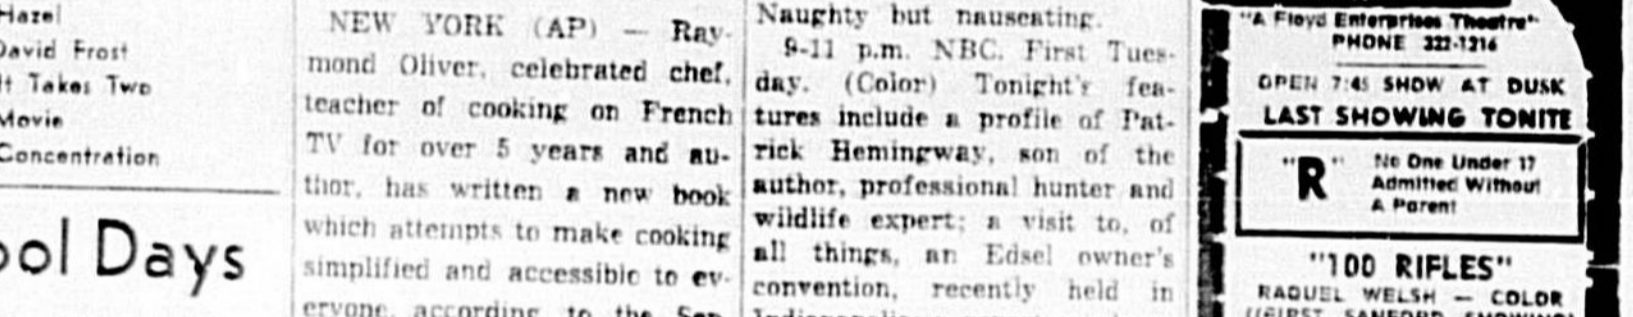 Hazel
David Frost
It Takes Two
Movie
Concentration
ool Days
NEW YORK (AP) — Ray-
mond Oliver, celebrated chef,
teacher of cooking on French
TV for over 5 years and au-
thor, has written a new book
which attempts to make cooking
simplified and accessible to ev-
eryone, according to the
Naughty but nauseating.
9-11 p.m. NBC. First Tues-
day. (Color) Tonight's fea-
tures include a profile of Pat-
rick Hemingway, son of the
author, professional hunter and
wildlife expert; a visit to, of
all things, an Edsel owner's
convention, recently held in
"A Floyd Enterprises Theatre"
PHONE 322-1216
OPEN 7:45 SHOW AT DUSK
LAST SHOWING TONITE
"R" No One Under 17
Admitted Without
A Parent
"100 RIFLES"
RAQUEL WELSH — COLOR